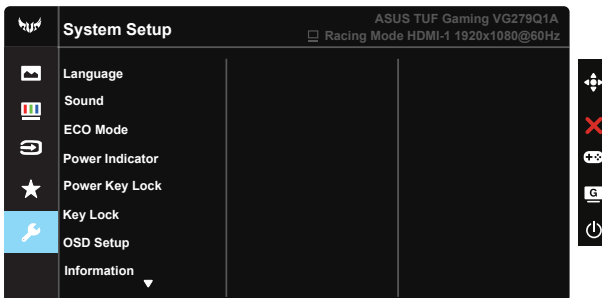 System Setup
ASUS TUF Gaming VG279Q1A
Racing Mode HDMI-1 1920x1080@60Hz
Language
Sound
ECO Mode
Power Indicator
Power Key Lock
Key Lock
OSD Setup
Information
G